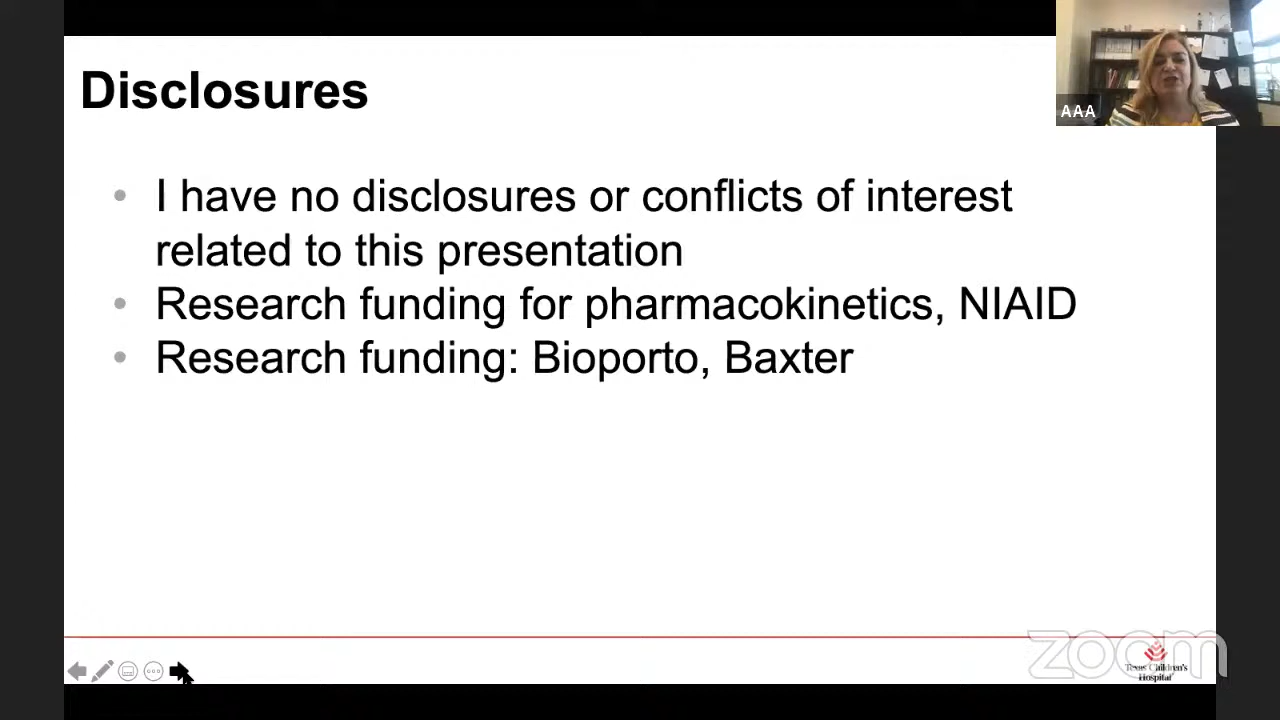 Disclosures
AAA
• I have no disclosures or conflicts of interest
related to this presentation
• Research funding for pharmacokinetics, NIAID
• Research funding: Bioporto, Baxter
zoom
Texas Children's
Hospital